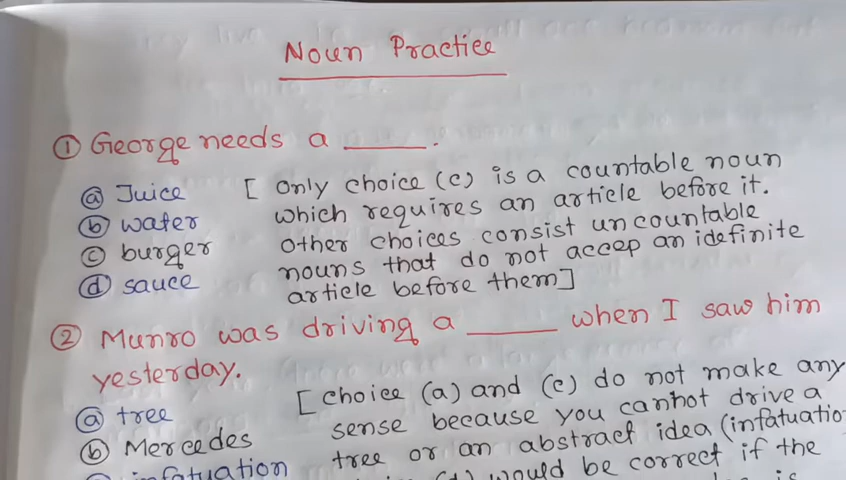 Noun Practice
① George needs a _____.
ⓐ Juice
ⓑ water
ⓒ burger
ⓓ sauce
[ Only choice (c) is a countable noun
which requires an article before it.
other choices consist uncountable
nouns that do not accep an idefinite
article before them]
② Munro was driving a _____ when I saw him
yesterday.
ⓐ tree
ⓑ Mercedes
infatuation
[choice (a) and (c) do not make any
sense because you cannot drive a
tree or an abstract idea (infatuatio
would be correct if the